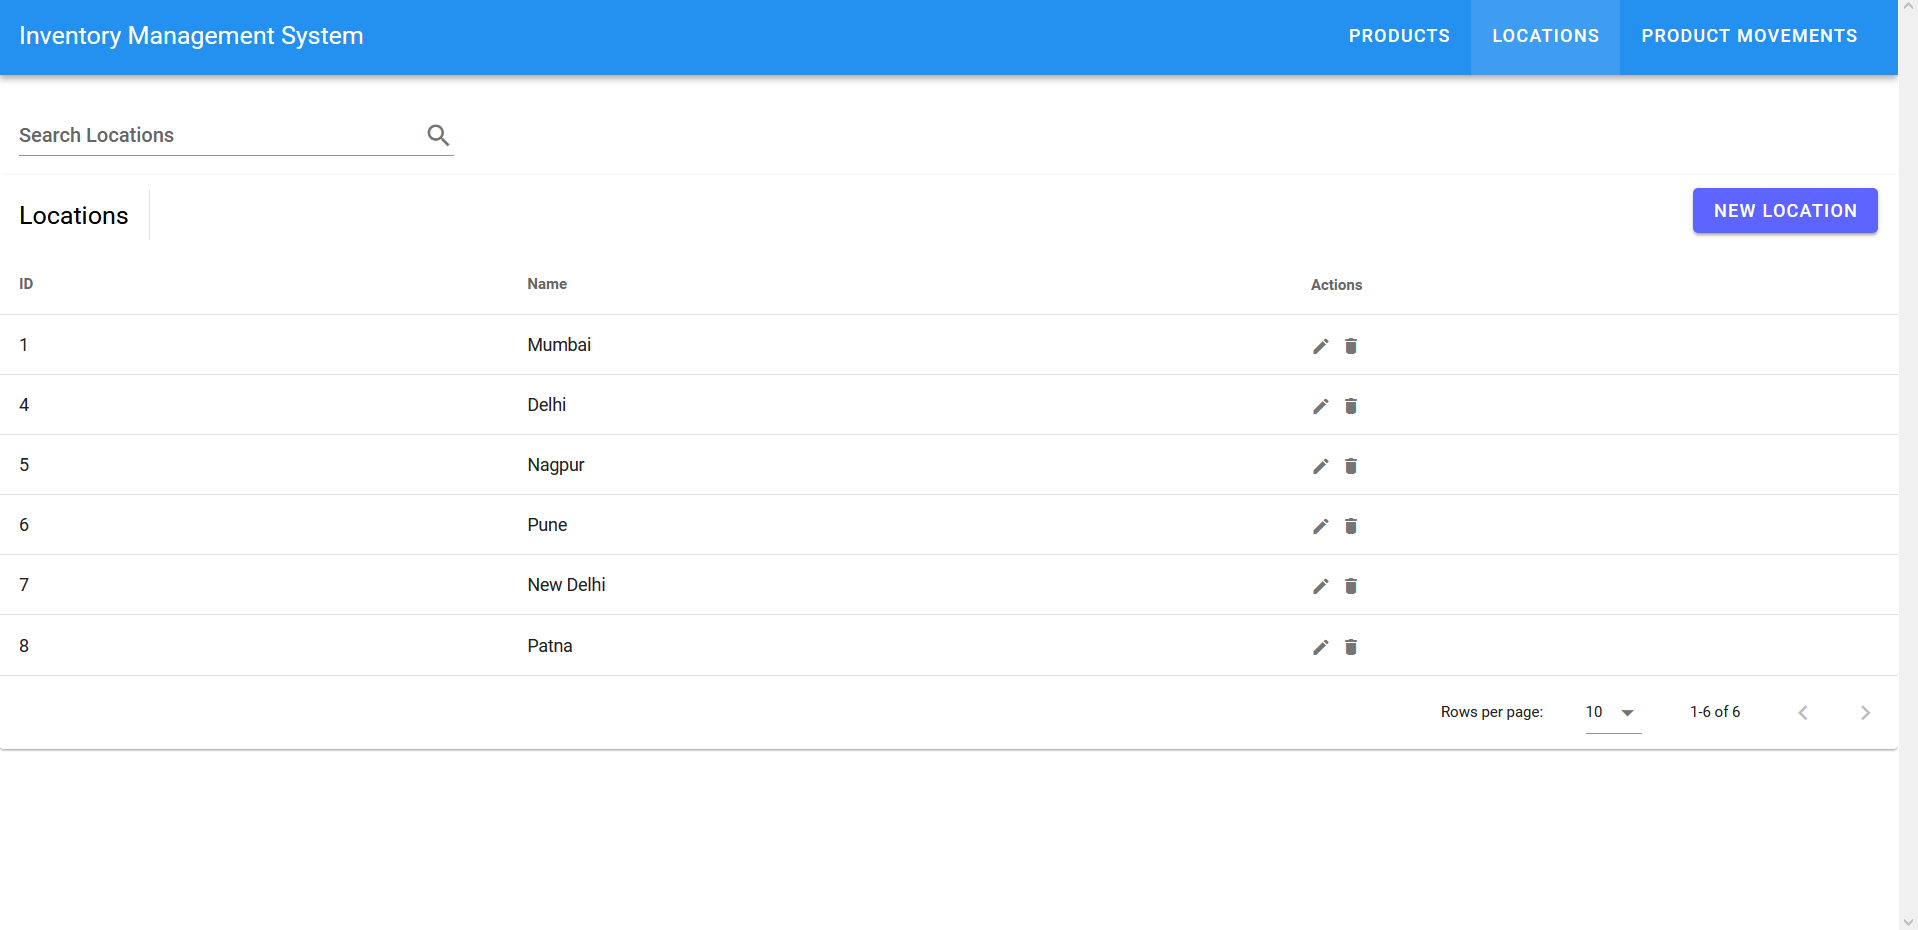 Inventory Management System PRODUCTS LOCATIONS PRODUCT MOVEMENTS
Search Locations
Locations NEW LOCATION
ID Name Actions
1 Mumbai
4 Delhi
5 Nagpur
6 Pune
7 New Delhi
8 Patna
Rows per page: 10 1-6 of 6